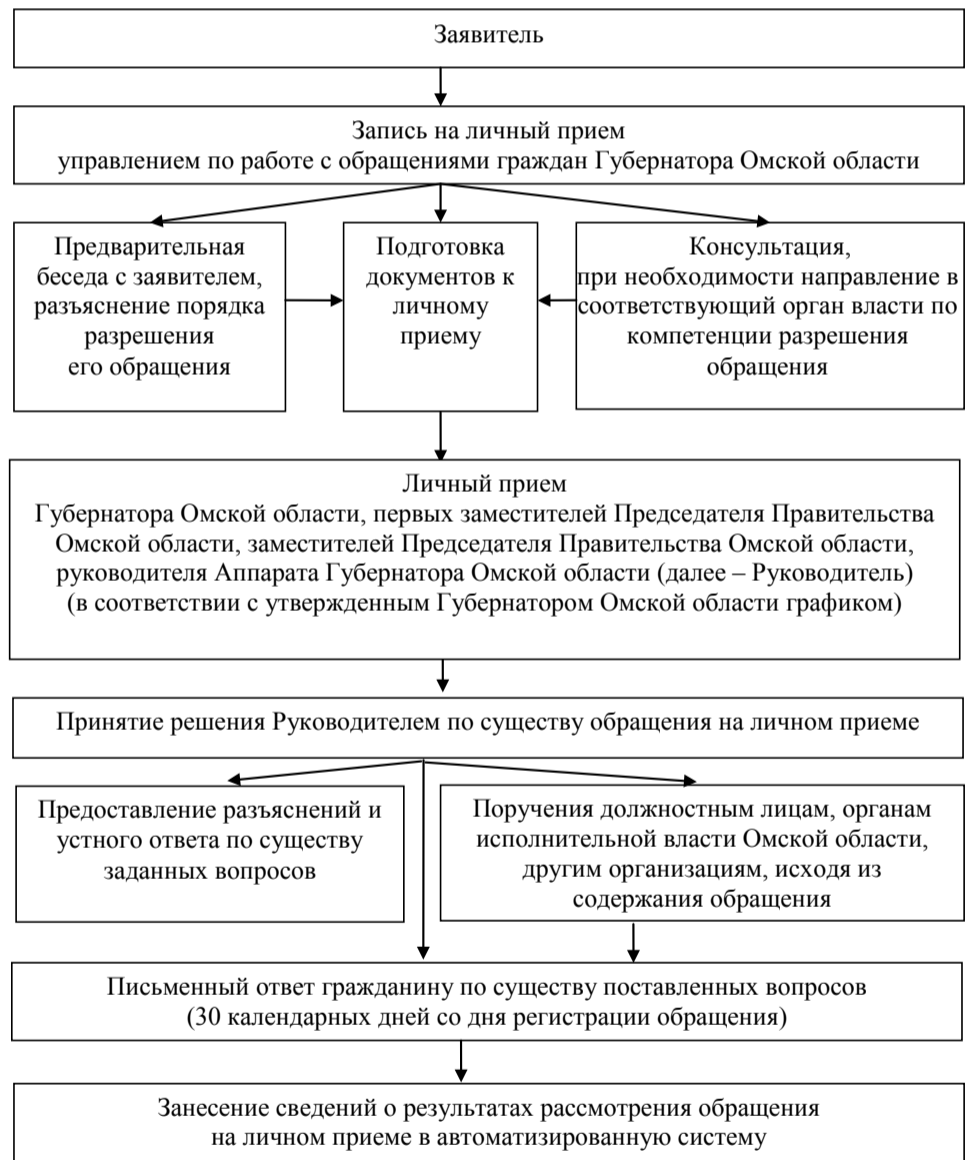 Заявитель
Запись на личный прием
управлением по работе с обращениями граждан Губернатора Омской области
Предварительная
беседа с заявителем,
разъяснение порядка
разрешения
его обращения
Подготовка
документов к
личному
приему
Консультация,
при необходимости направление в
соответствующий орган власти по
компетенции разрешения
обращения
Личный прием
Губернатора Омской области, первых заместителей Председателя Правительства
Омской области, заместителей Председателя Правительства Омской области,
руководителя Аппарата Губернатора Омской области (далее – Руководитель)
(в соответствии с утвержденным Губернатором Омской области графиком)
Принятие решения Руководителем по существу обращения на личном приеме
Предоставление разъяснений и
устного ответа по существу
заданных вопросов
Поручения должностным лицам, органам
исполнительной власти Омской области,
другим организациям, исходя из
содержания обращения
Письменный ответ гражданину по существу поставленных вопросов
(30 календарных дней со дня регистрации обращения)
Занесение сведений о результатах рассмотрения обращения
на личном приеме в автоматизированную систему